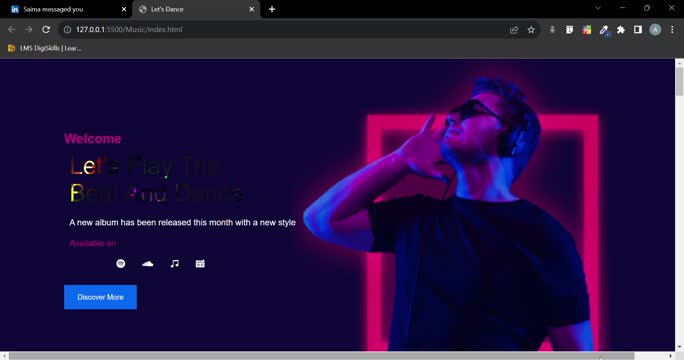 Saima messaged you
Let's Dance
127.0.0.1:5500/Music/index.html
A
LMS DigiSkills | Lear...
Welcome
Let's Play The
Beat And Dance
A new album has been released this month with a new style
Available on
Discover More